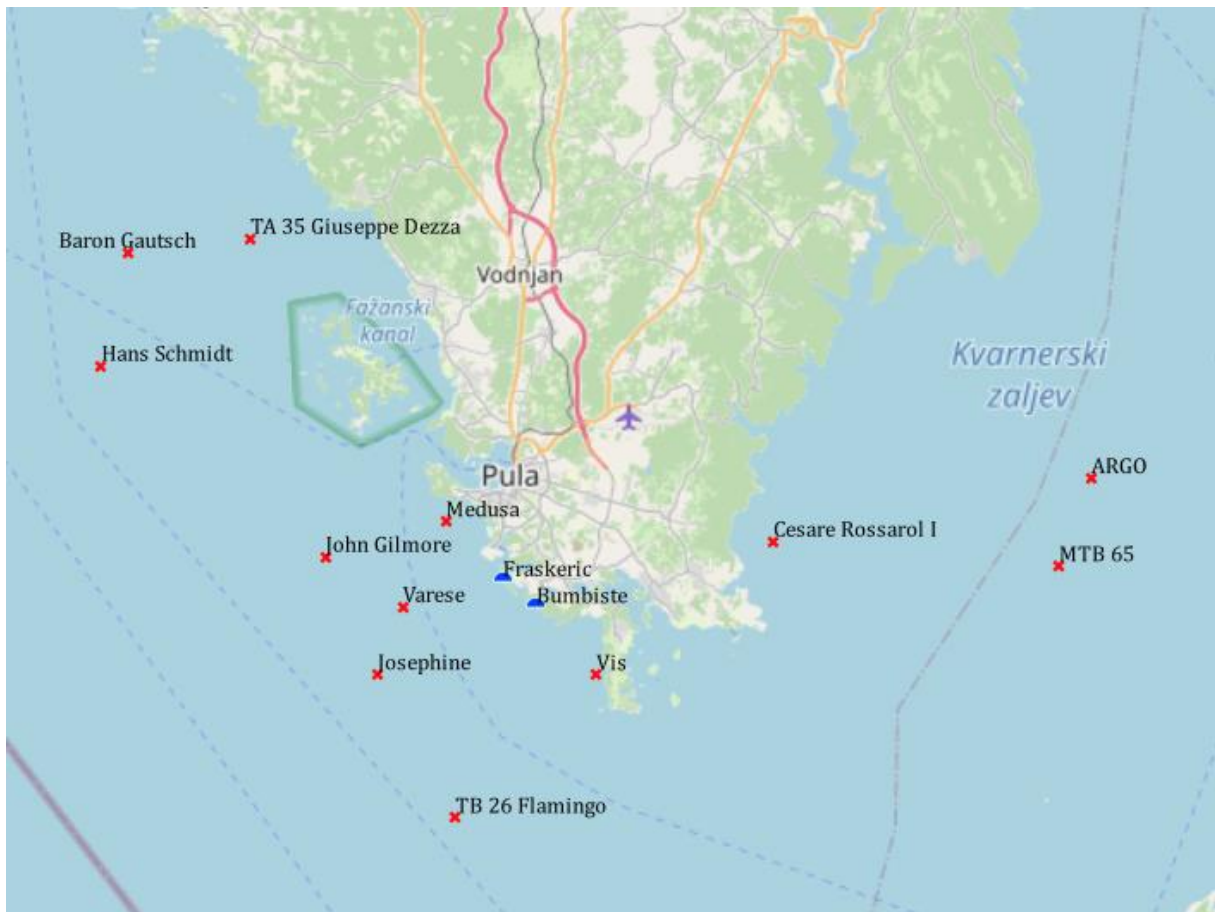 TA 35 Giuseppe Dezza
Baron Gautsch
Vodnjan
Fažanski
kanal
Hans Schmidt
Kvarnerski
zaljev
ARGO
Pula
Medusa
Cesare Rossarol I
John Gilmore
MTB 65
Fraskeric
Varese
Bumbiste
Josephine
Vis
TB 26 Flamingo